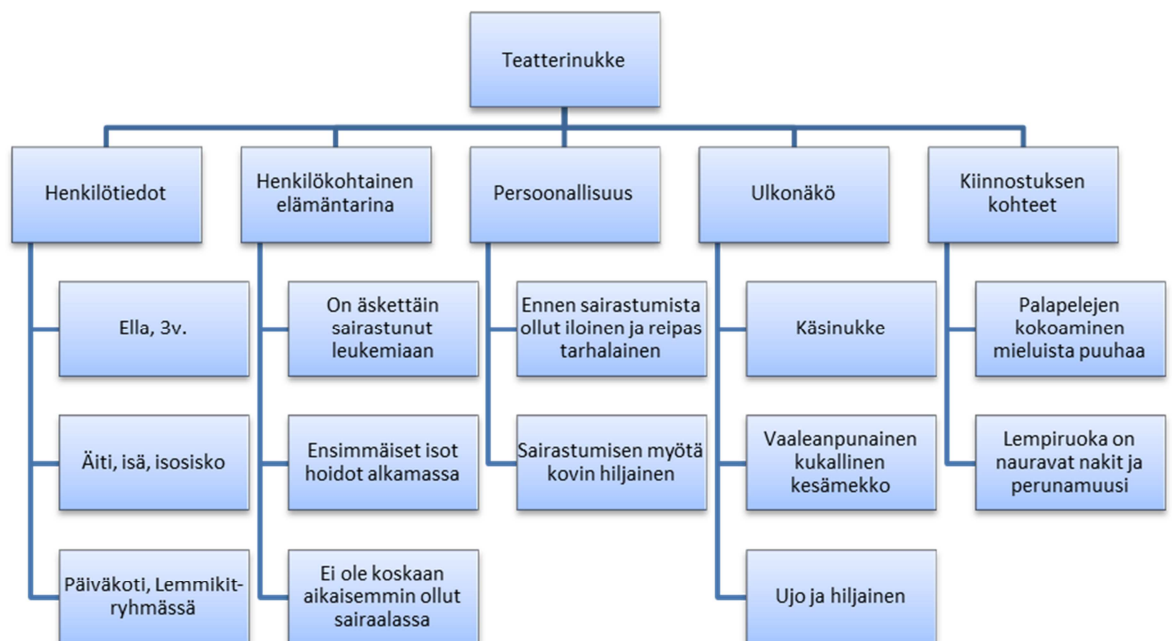 Teatterinukke
Henkilötiedot
Ella, 3v.
Äiti, isä, isosisko
Päiväkoti, Lemmikit-
ryhmässä
Henkilökohtainen
elämäntarina
On äskettäin
sairastunut
leukemiaan
Ensimmäiset isot
hoidot alkamassa
Ei ole koskaan
aikaisemmin ollut
sairaalassa
Persoonallisuus
Ennen sairastumista
ollut iloinen ja reipas
tarhalainen
Sairastumisen myötä
kovin hiljainen
Ulkonäkö
Käsinukke
Vaaleanpunainen
kukallinen
kesämekko
Ujo ja hiljainen
Kiinnostuksen
kohteet
Palapelejen
kokoaminen
mieluista puuhaa
Lempiruoka on
nauravat nakit ja
perunamuusi